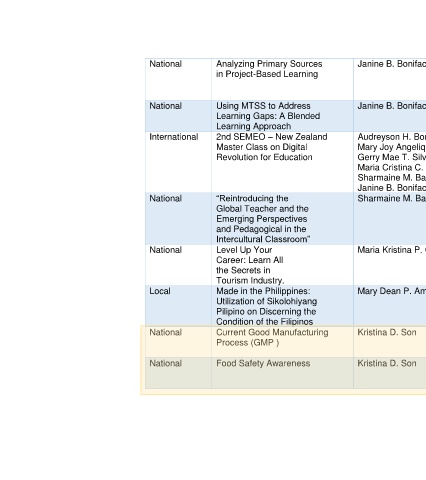 National
Analyzing Primary Sources
in Project-Based Learning
Janine B. Bonifac
National
Using MTSS to Address
Learning Gaps: A Blended
Learning Approach
Janine B. Bonifac
International
2nd SEMEO – New Zealand
Master Class on Digital
Revolution for Education
Audreyson H. Bo
Mary Joy Angeliq
Gerry Mae T. Silv
Maria Cristina C.
Sharmaine M. Ba
Janine B. Bonifac
National
“Reintroducing the
Global Teacher and the
Emerging Perspectives
and Pedagogical in the
Intercultural Classroom”
Sharmaine M. Ba
National
Level Up Your
Career: Learn All
the Secrets in
Tourism Industry.
Maria Kristina P.
Local
Made in the Philippines:
Utilization of Sikolohiyang
Pilipino on Discerning the
Condition of the Filipinos
Mary Dean P. Am
National
Current Good Manufacturing
Process (GMP )
Kristina D. Son
National
Food Safety Awareness
Kristina D. Son